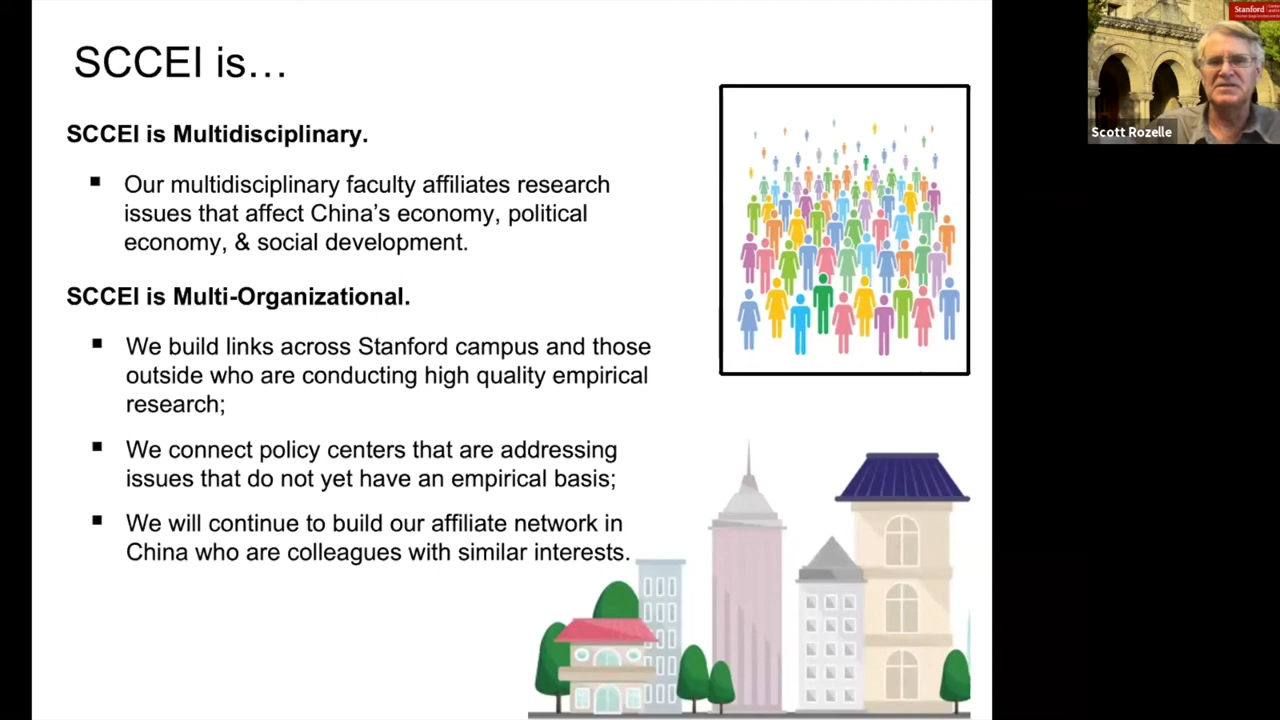 SCCEI is…
SCCEI is Multidisciplinary.
Our multidisciplinary faculty affiliates research
issues that affect China’s economy, political
economy, & social development.
SCCEI is Multi-Organizational.
We build links across Stanford campus and those
outside who are conducting high quality empirical
research;
We connect policy centers that are addressing
issues that do not yet have an empirical basis;
We will continue to build our affiliate network in
China who are colleagues with similar interests.
Stanford
Scott Rozelle